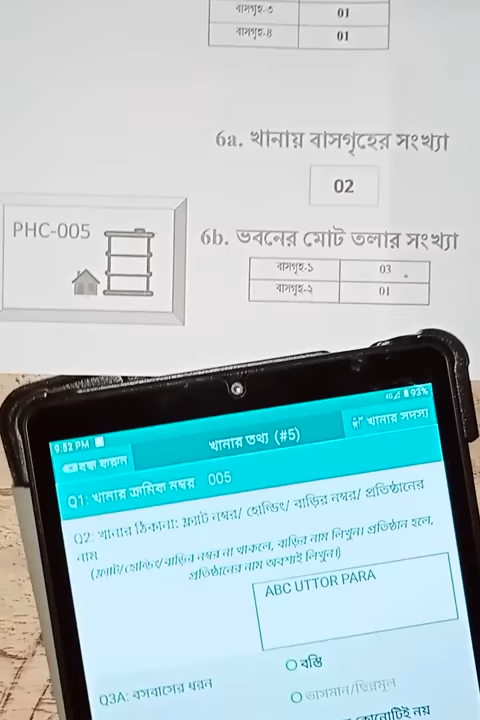 বাসগৃহ-৩ 01
বাসগৃহ-৪ 01
6a. খানায় বাসগৃহের সংখ্যা
02
PHC-005
6b. ভবনের মোট তলার সংখ্যা
বাসগৃহ-১ 03
বাসগৃহ-২ 01
9:52 PM 4G 93%
বন্ধ করুন খানার তথ্য (#5) খানার সদস্য
Q1: খানার ক্রমিক নম্বর 005
Q2: খানার ঠিকানা: ফ্ল্যাট নম্বর/ হোল্ডিং/ বাড়ির নম্বর/ প্রতিষ্ঠানের
নাম
(ফ্ল্যাট/হোল্ডিং/বাড়ির নম্বর না থাকলে, বাড়ির নাম লিখুন। প্রতিষ্ঠান হলে,
প্রতিষ্ঠানের নাম অবশ্যই লিখুন।)
ABC UTTOR PARA
Q3A: বসবাসের ধরন
বস্তি
ভাসমান/ছিন্নমূল
কোনোটিই নয়